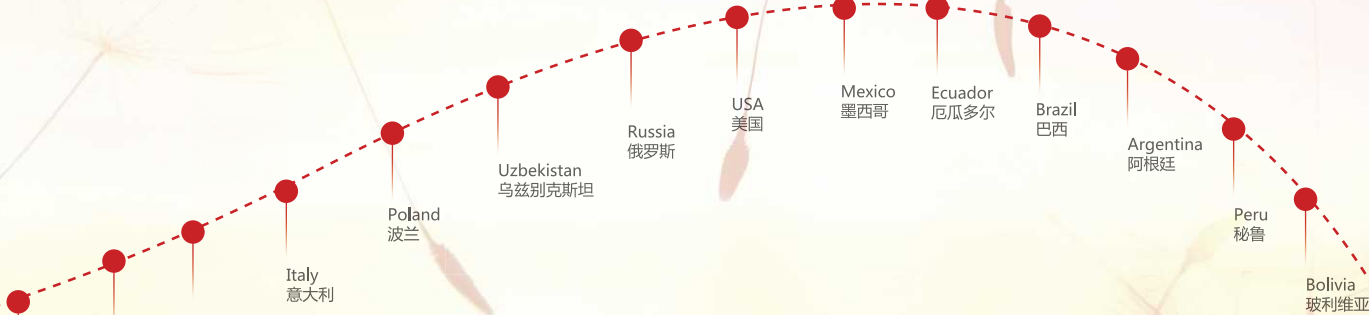 Italy
意大利
Poland
波兰
Uzbekistan
乌兹别克斯坦
Russia
俄罗斯
USA
美国
Mexico
墨西哥
Ecuador
厄瓜多尔
Brazil
巴西
Argentina
阿根廷
Peru
秘鲁
Bolivia
玻利维亚